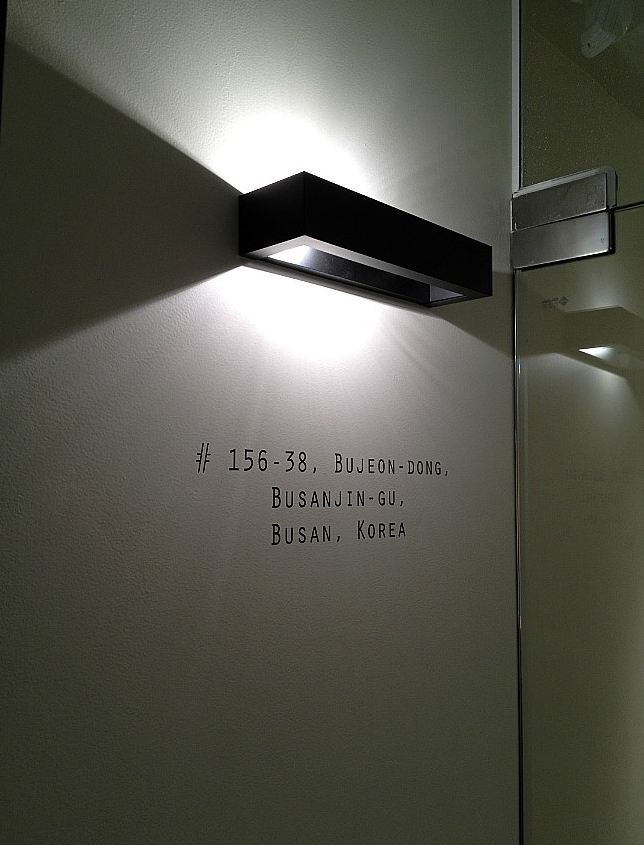 # 156-38, BUJEON-DONG,
BUSANJIN-GU,
BUSAN, KOREA